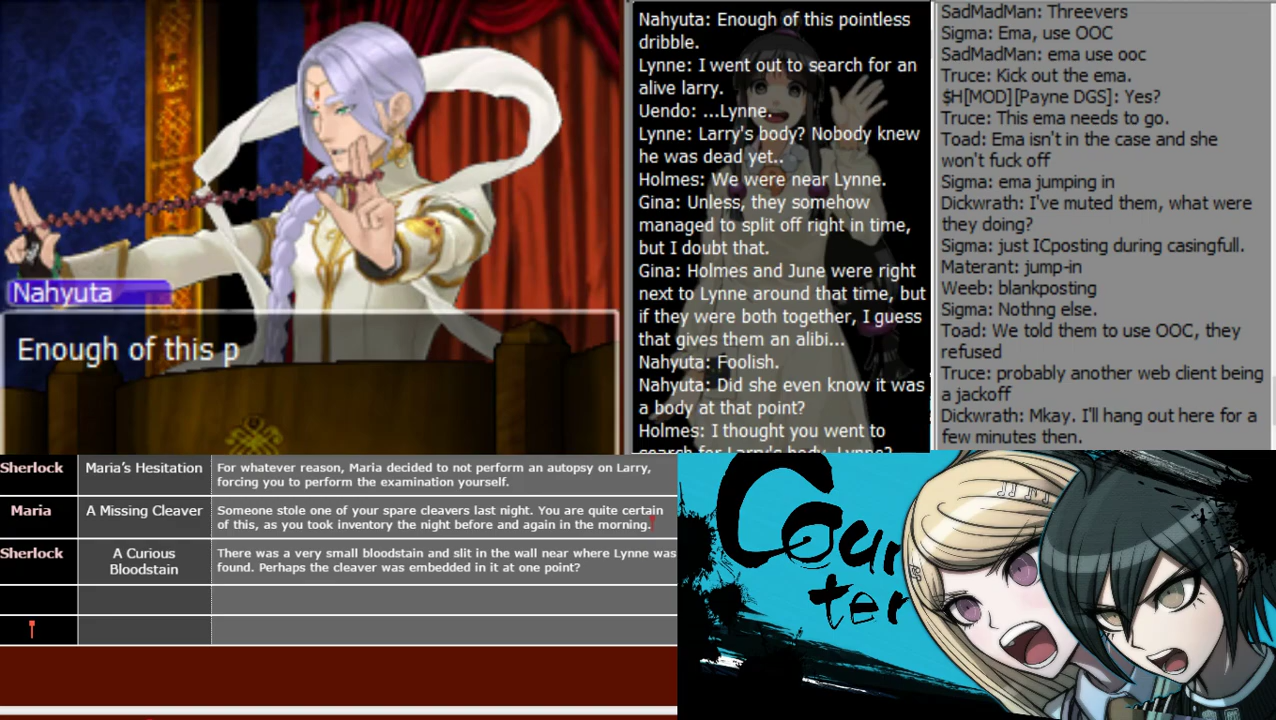 Nahyuta
Enough of this p
Nahyuta: Enough of this pointless
dribble.
Lynne: I went out to search for an
alive larry.
Uendo: ...Lynne.
Lynne: Larry's body? Nobody knew
he was dead yet..
Holmes: We were near Lynne.
Gina: Unless, they somehow
managed to split off right in time,
but I doubt that.
Gina: Holmes and June were right
next to Lynne around that time, but
if they were both together, I guess
that gives them an alibi...
Nahyuta: Foolish.
Nahyuta: Did she even know it was
a body at that point?
Holmes: I thought you went to
search for Larry's body, Lynne?
SadMadMan: Threevers
Sigma: Ema, use OOC
SadMadMan: ema use ooc
Truce: Kick out the ema.
$H[MOD][Payne DGS]: Yes?
Truce: This ema needs to go.
Toad: Ema isn't in the case and she
won't fuck off
Sigma: ema jumping in
Dickwrath: I've muted them, what were
they doing?
Sigma: just ICposting during casingfull.
Materant: jump-in
Weeb: blankposting
Sigma: Nothng else.
Toad: We told them to use OOC, they
refused
Truce: probably another web client being
a jackoff
Dickwrath: Mkay. I'll hang out here for a
few minutes then.
Sherlock
Maria's Hesitation
For whatever reason, Maria decided to not perform an autopsy on Larry,
forcing you to perform the examination yourself.
Maria
A Missing Cleaver
Someone stole one of your spare cleavers last night. You are quite certain
of this, as you took inventory the night before and again in the morning.
Sherlock
A Curious
Bloodstain
There was a very small bloodstain and slit in the wall near where Lynne was
found. Perhaps the cleaver was embedded in it at one point?
Coun
ter